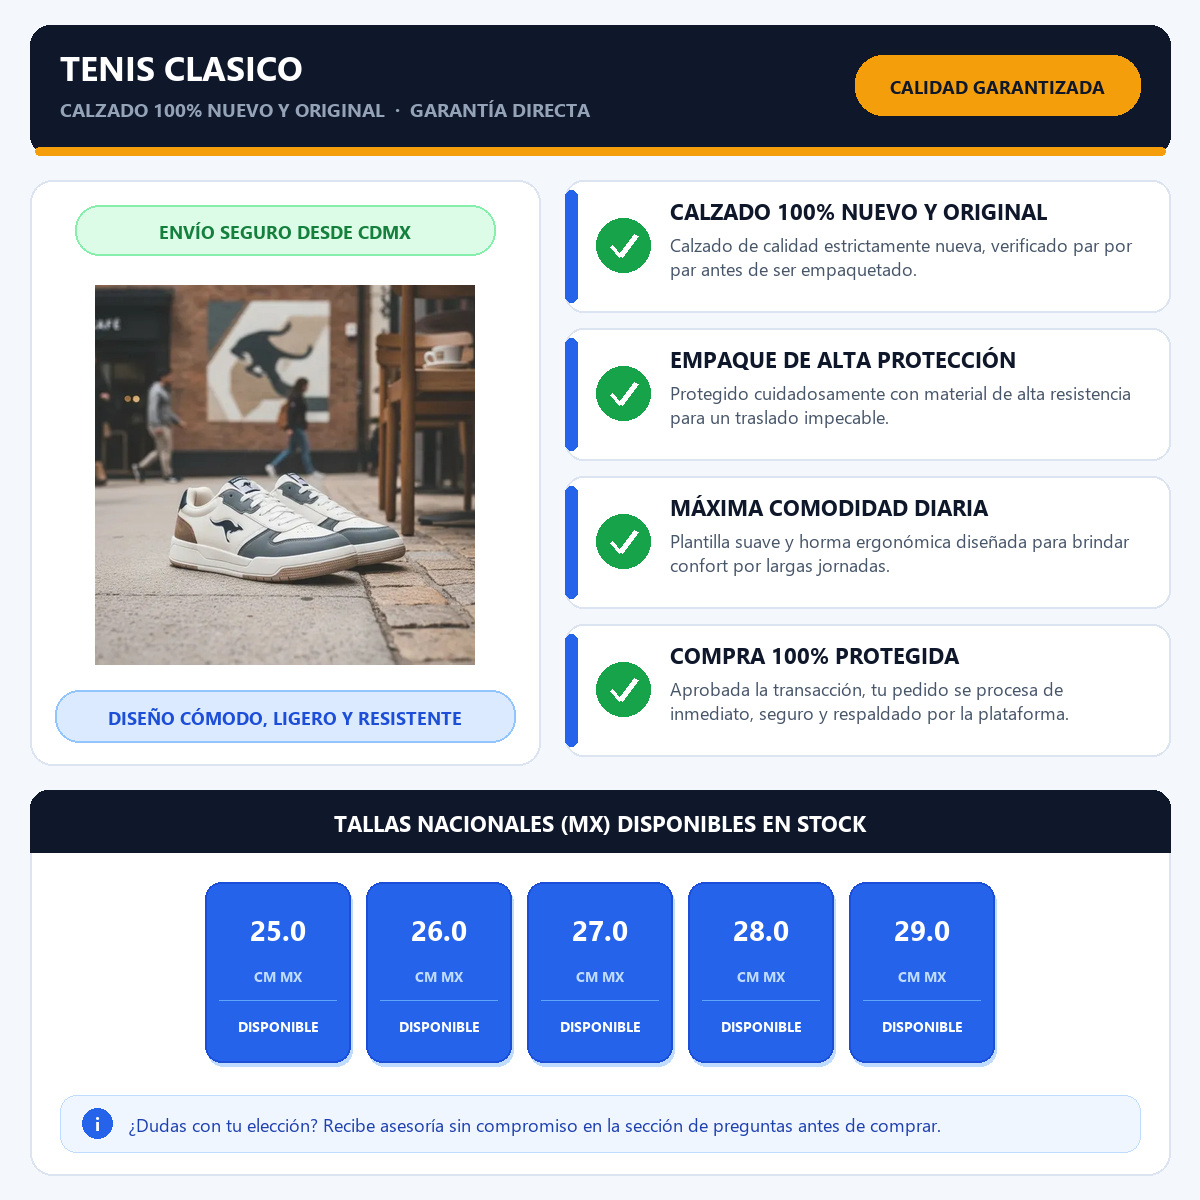 TENIS CLASICO
CALZADO 100% NUEVO Y ORIGINAL · GARANTÍA DIRECTA
CALIDAD GARANTIZADA
ENVÍO SEGURO DESDE CDMX
AFÉ
DISEÑO CÓMODO, LIGERO Y RESISTENTE
CALZADO 100% NUEVO Y ORIGINAL
Calzado de calidad estrictamente nueva, verificado par por
par antes de ser empaquetado.
EMPAQUE DE ALTA PROTECCIÓN
Protegido cuidadosamente con material de alta resistencia
para un traslado impecable.
MÁXIMA COMODIDAD DIARIA
Plantilla suave y horma ergonómica diseñada para brindar
confort por largas jornadas.
COMPRA 100% PROTEGIDA
Aprobada la transacción, tu pedido se procesa de
inmediato, seguro y respaldado por la plataforma.
TALLAS NACIONALES (MX) DISPONIBLES EN STOCK
25.0
CM MX
DISPONIBLE
26.0
CM MX
DISPONIBLE
27.0
CM MX
DISPONIBLE
28.0
CM MX
DISPONIBLE
29.0
CM MX
DISPONIBLE
i
¿Dudas con tu elección? Recibe asesoría sin compromiso en la sección de preguntas antes de comprar.